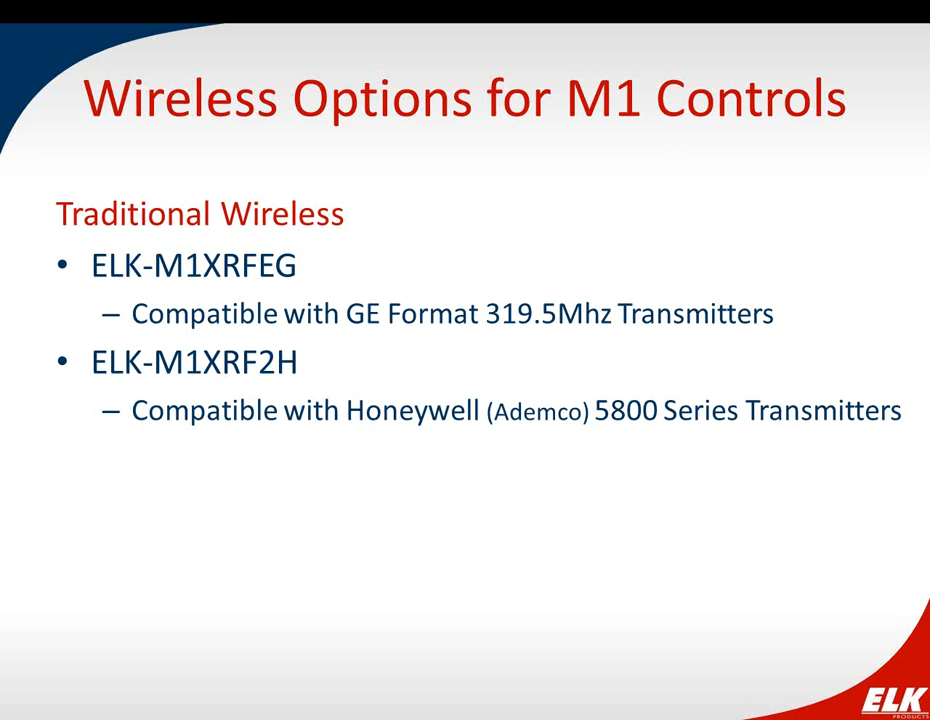 Wireless Options for M1 Controls
Traditional Wireless
• ELK-M1XRFEG
– Compatible with GE Format 319.5Mhz Transmitters
• ELK-M1XRF2H
– Compatible with Honeywell (Ademco) 5800 Series Transmitters
ELK
PRODUCTS